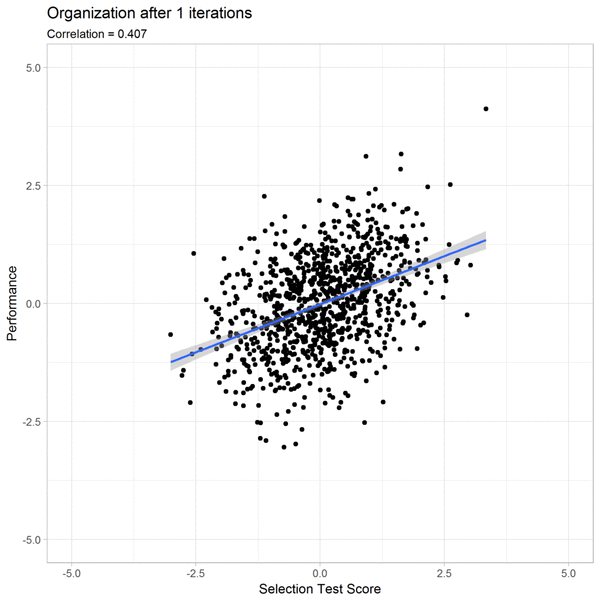 Organization after 1 iterations
Correlation = 0.407
5.0
2.5
0.0
-2.5
-5.0
Performance
-5.0
-2.5
0.0
2.5
5.0
Selection Test Score